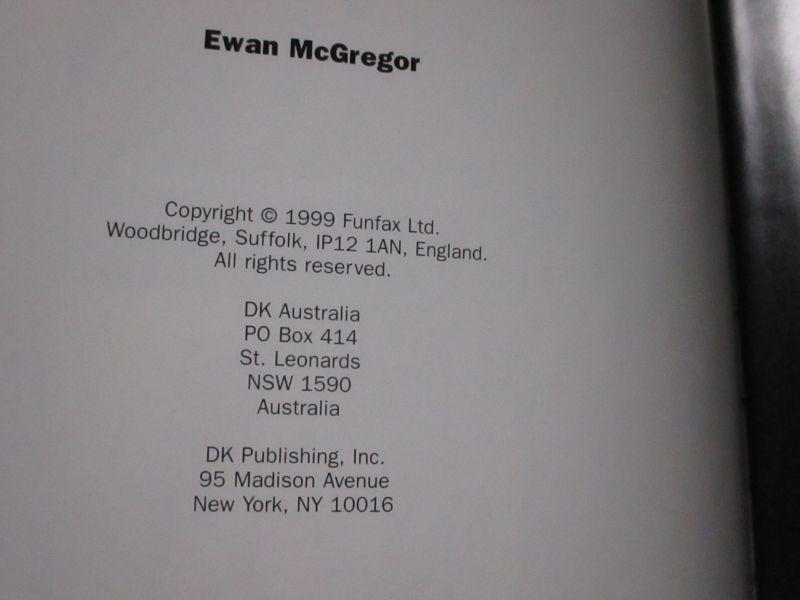 Ewan McGregor
Copyright © 1999 Funfax Ltd.
Woodbridge, Suffolk, IP12 1AN, England.
All rights reserved.
DK Australia
PO Box 414
St. Leonards
NSW 1590
Australia
DK Publishing, Inc.
95 Madison Avenue
New York, NY 10016